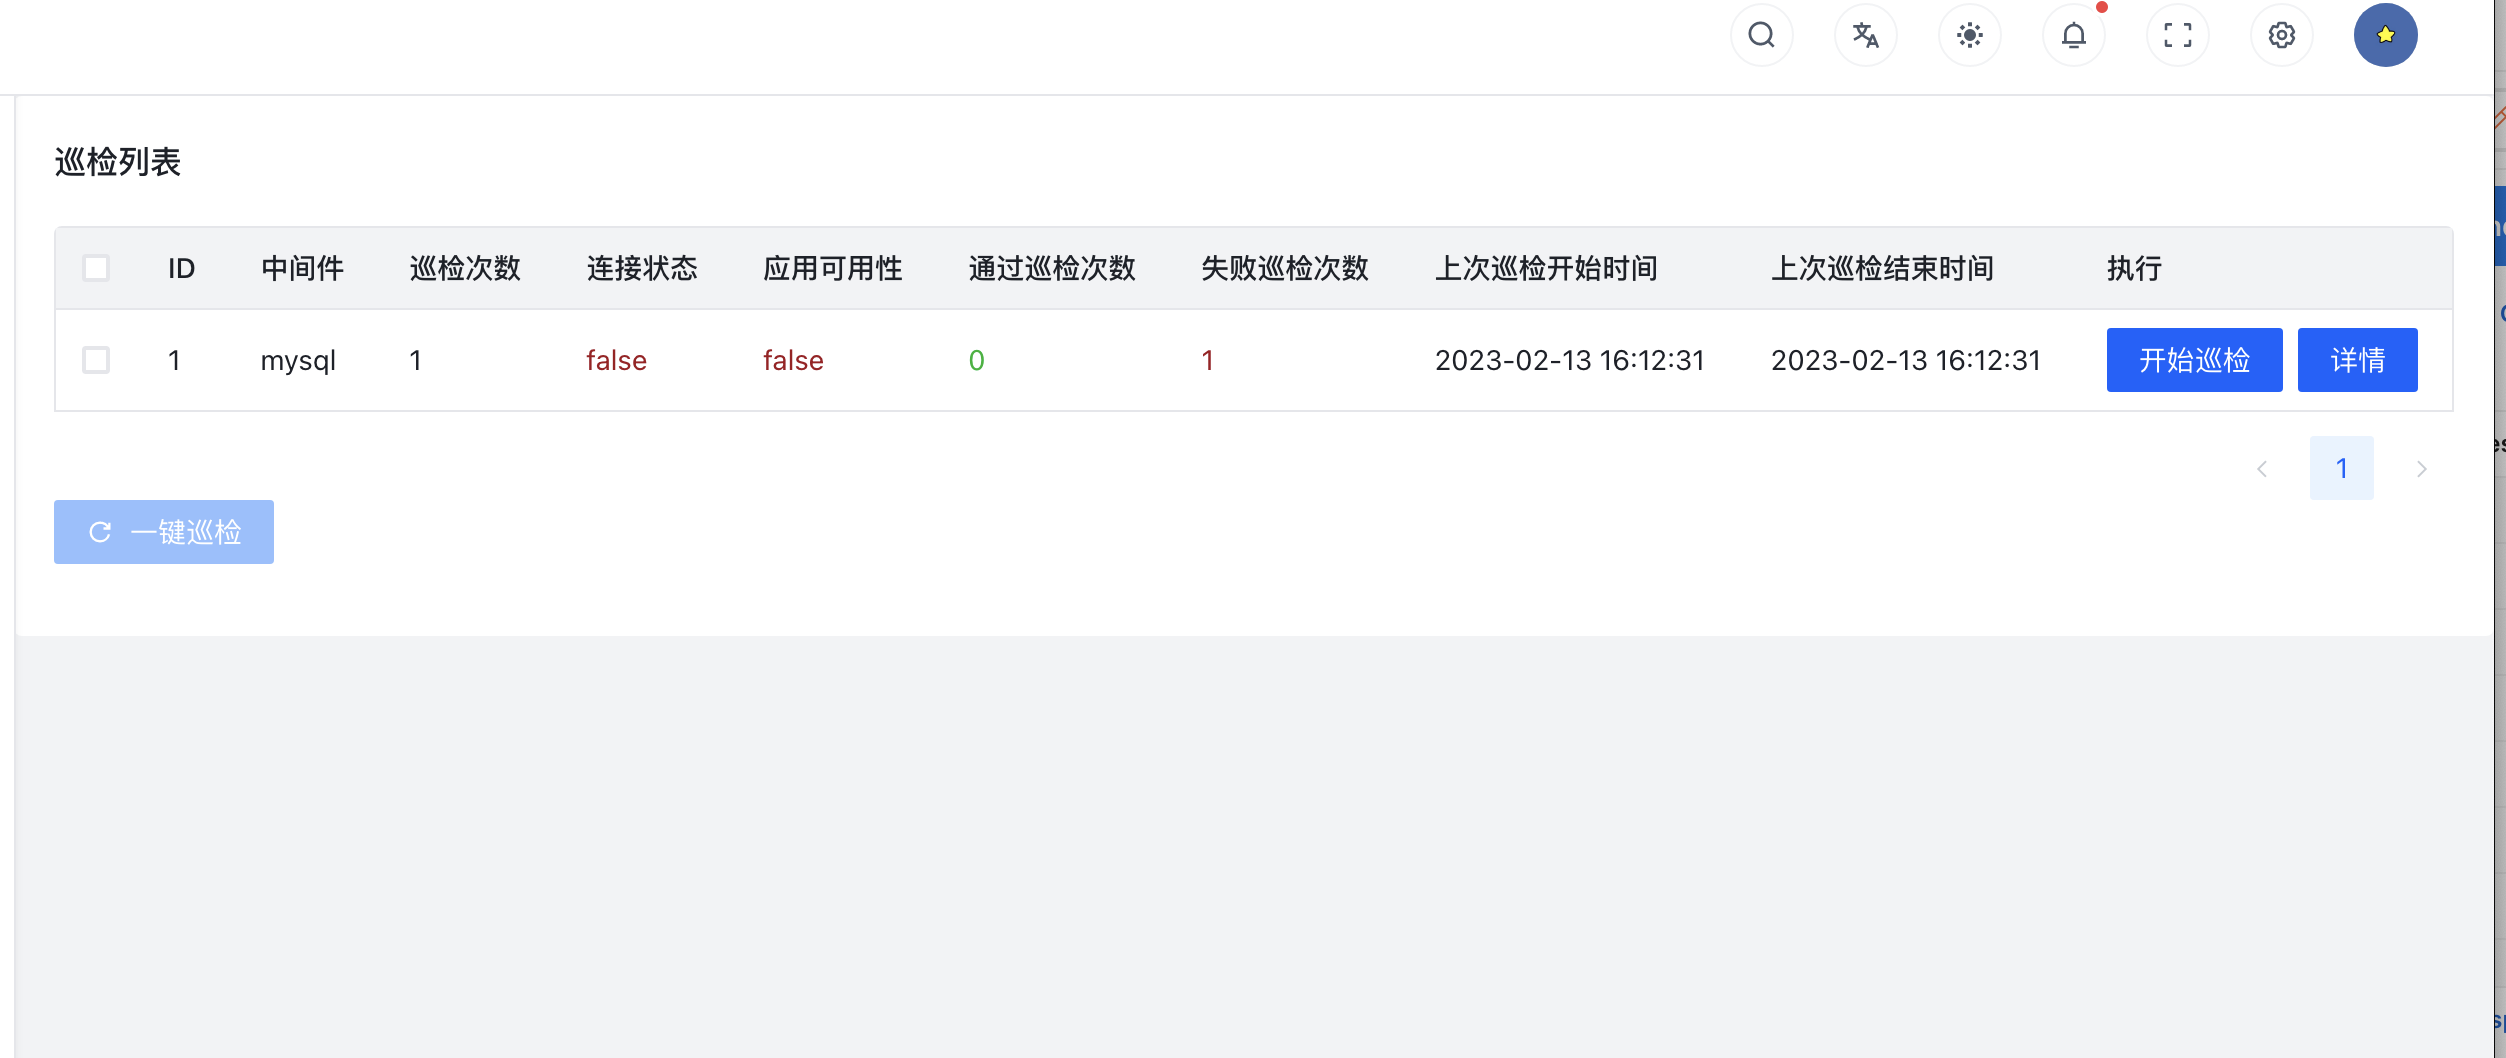 巡检列表
ID 中间件 巡检次数 连接状态 应用可用性 通过巡检次数 失败巡检次数 上次巡检开始时间 上次巡检结束时间 执行
1 mysql 1 false false 0 1 2023-02-13 16:12:31 2023-02-13 16:12:31 开始巡检 详情
1
一键巡检